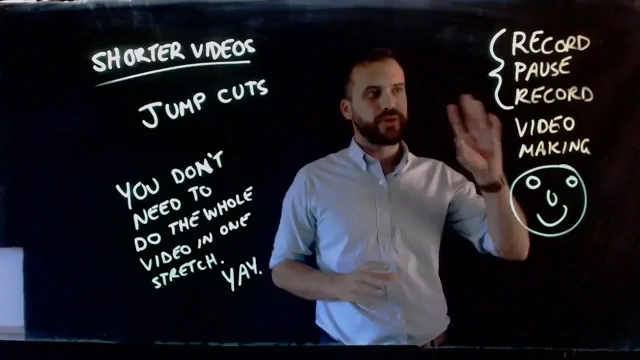 SHORTER VIDEOS
JUMP CUTS
YOU DON'T
NEED TO
DO THE WHOLE
VIDEO IN ONE
STRETCH.
YAY.
RECORD
PAUSE
RECORD
VIDEO
MAKING